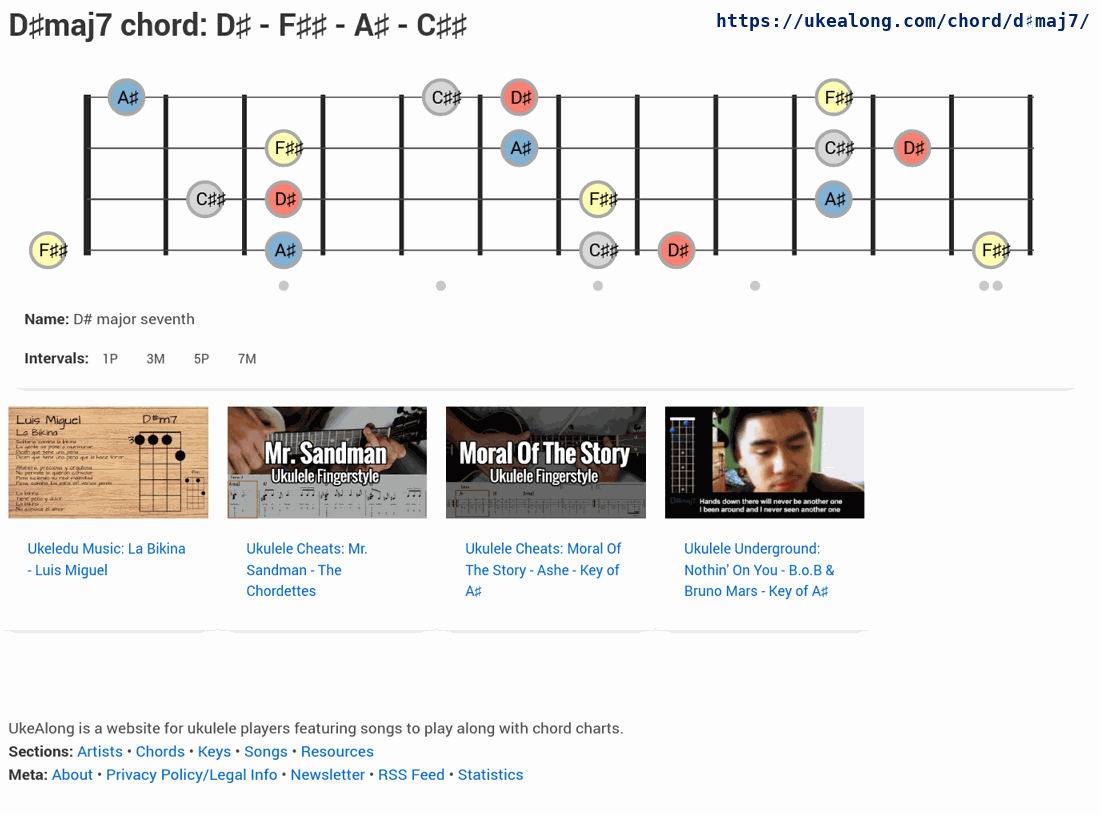 D♯maj7 chord: D♯ - F♯♯ - A♯ - C♯♯
https://ukealong.com/chord/d♯maj7/
A♯ C♯♯ D♯ F♯♯
F♯♯ A♯ C♯♯ D♯
C♯♯ D♯ F♯♯ A♯
F♯♯ A♯ C♯♯ D♯ F♯♯
Name: D# major seventh
Intervals: 1P 3M 5P 7M
Luis Miguel
La Bikina
D#m7
3
Mr. Sandman
Ukulele Fingerstyle
Moral Of The Story
Ukulele Fingerstyle
Hands down there will never be another one
I been around and I never seen another one
Ukeledu Music: La Bikina
- Luis Miguel
Ukulele Cheats: Mr.
Sandman - The
Chordettes
Ukulele Cheats: Moral Of
The Story - Ashe - Key of
A♯
Ukulele Underground:
Nothin' On You - B.o.B &
Bruno Mars - Key of A♯
UkeAlong is a website for ukulele players featuring songs to play along with chord charts.
Sections: Artists • Chords • Keys • Songs • Resources
Meta: About • Privacy Policy/Legal Info • Newsletter • RSS Feed • Statistics